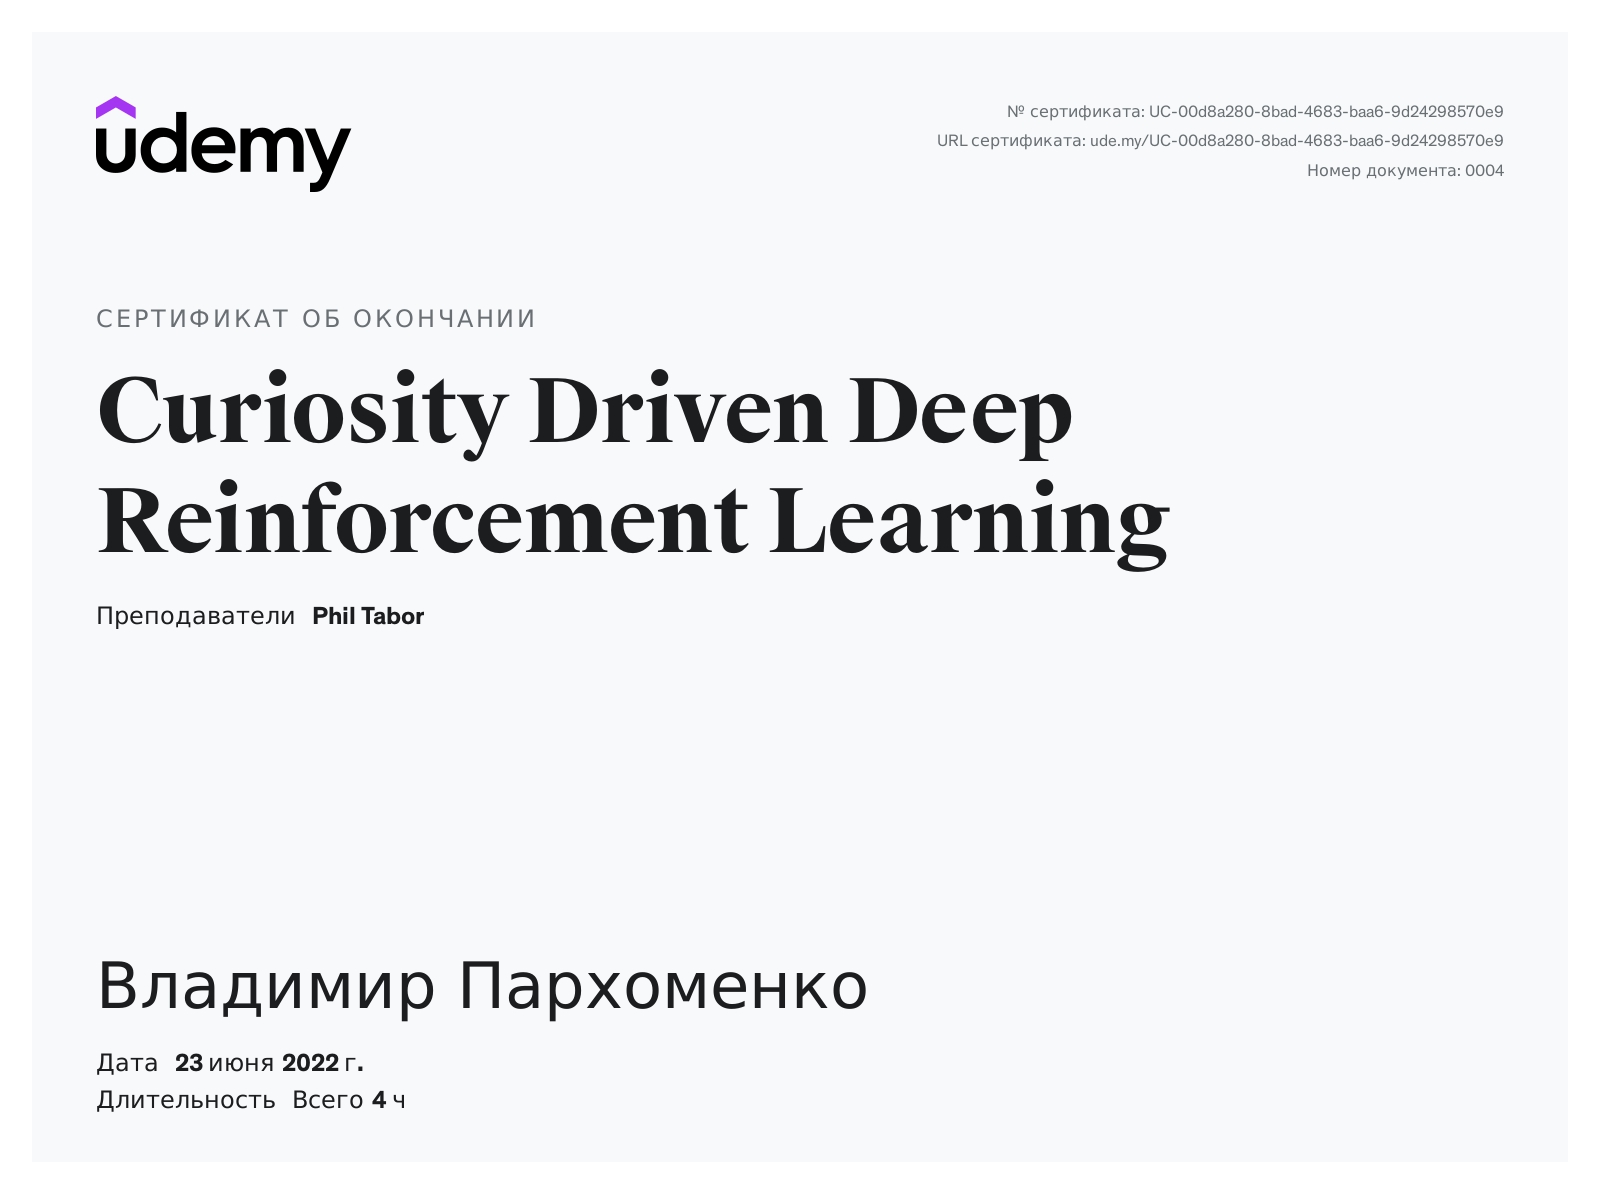 udemy
№ сертификата: UC-00d8a280-8bad-4683-baa6-9d24298570e9
URL сертификата: ude.my/UC-00d8a280-8bad-4683-baa6-9d24298570e9
Номер документа: 0004
СЕРТИФИКАТ ОБ ОКОНЧАНИИ
Curiosity Driven Deep
Reinforcement Learning
Преподаватели Phil Tabor
Владимир Пархоменко
Дата 23 июня 2022 г.
Длительность Всего 4 ч